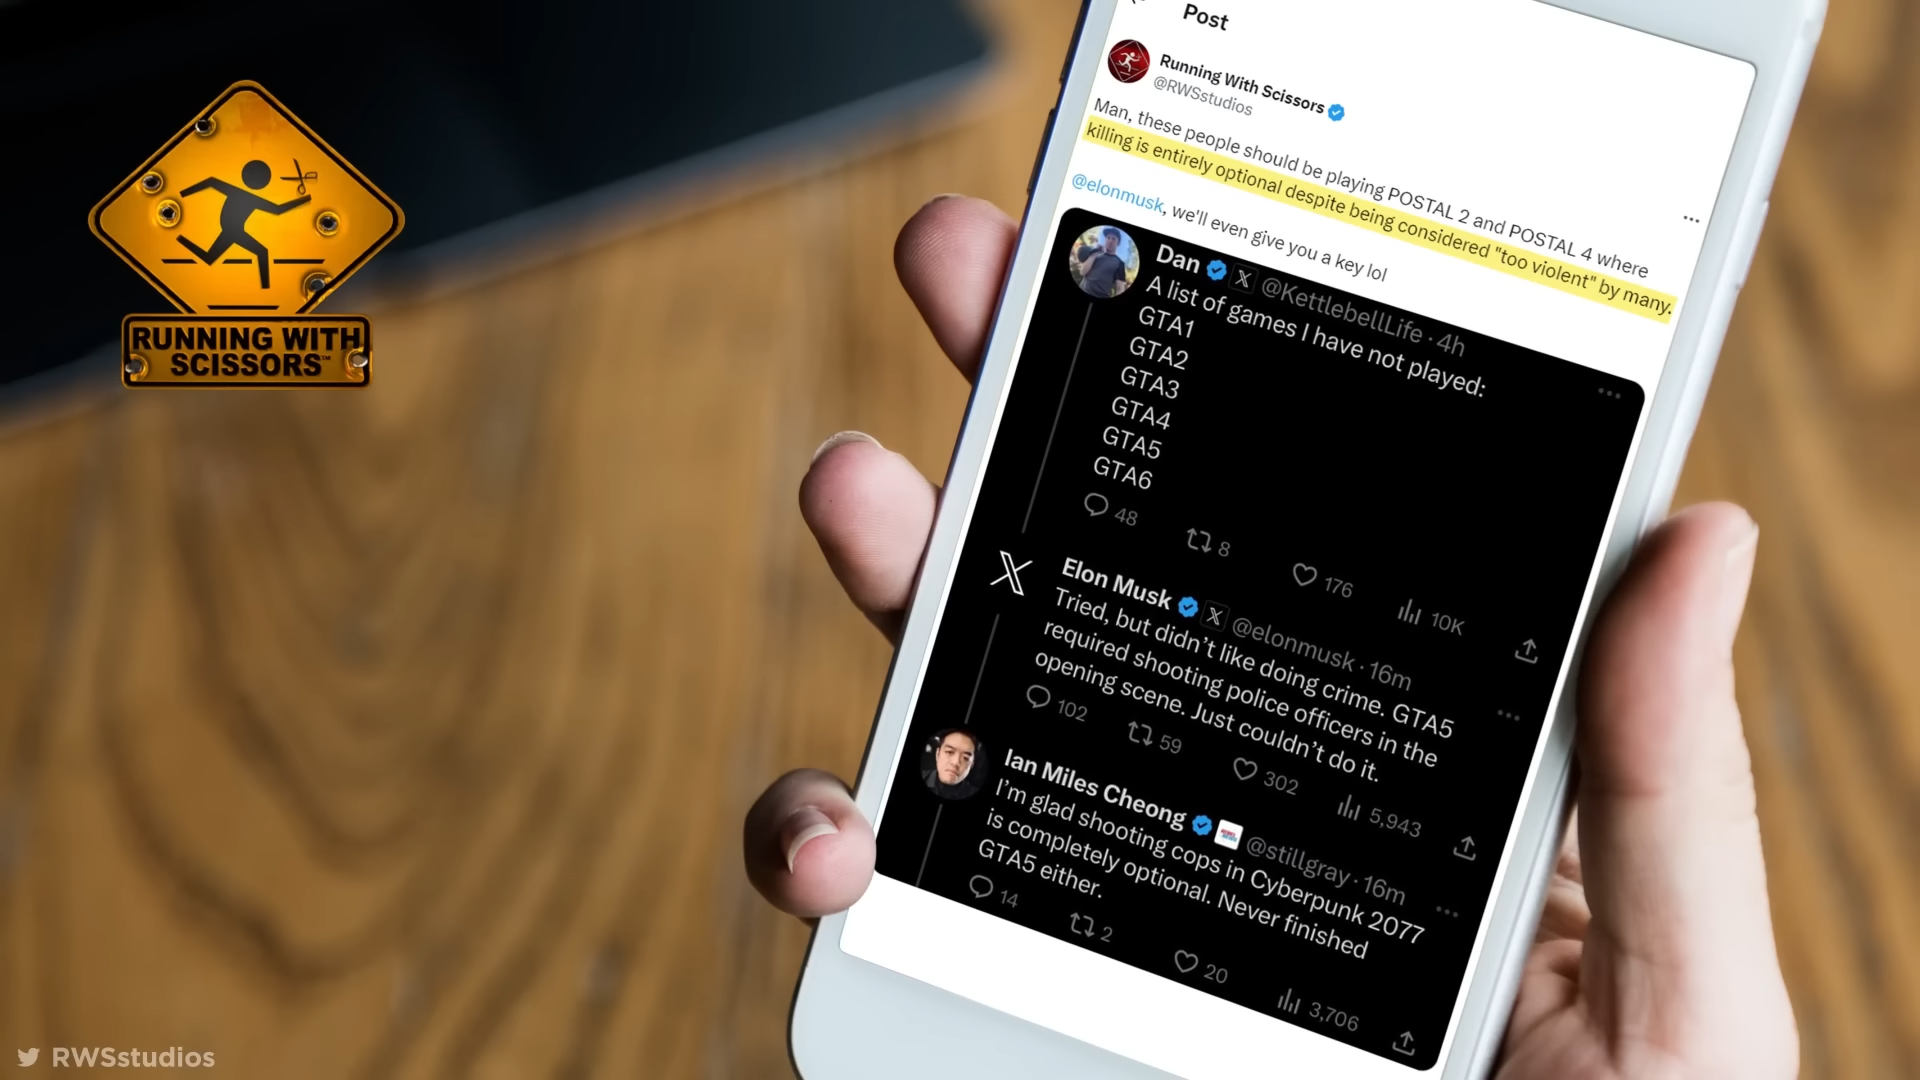 RUNNING WITH
SCISSORS™
Post
Running With Scissors
@RWSstudios
Man, these people should be playing POSTAL 2 and POSTAL 4 where
killing is entirely optional despite being considered "too violent" by many.
@elonmusk, we'll even give you a key lol
Dan @KettlebellLife · 4h
A list of games I have not played:
GTA1
GTA2
GTA3
GTA4
GTA5
GTA6
48 8 176 10K
Elon Musk @elonmusk · 16m
Tried, but didn't like doing crime. GTA5
required shooting police officers in the
opening scene. Just couldn't do it.
102 59 302 5,943
Ian Miles Cheong @stillgray · 16m
I'm glad shooting cops in Cyberpunk 2077
is completely optional. Never finished
GTA5 either.
14 2 20 3,706
RWSstudios